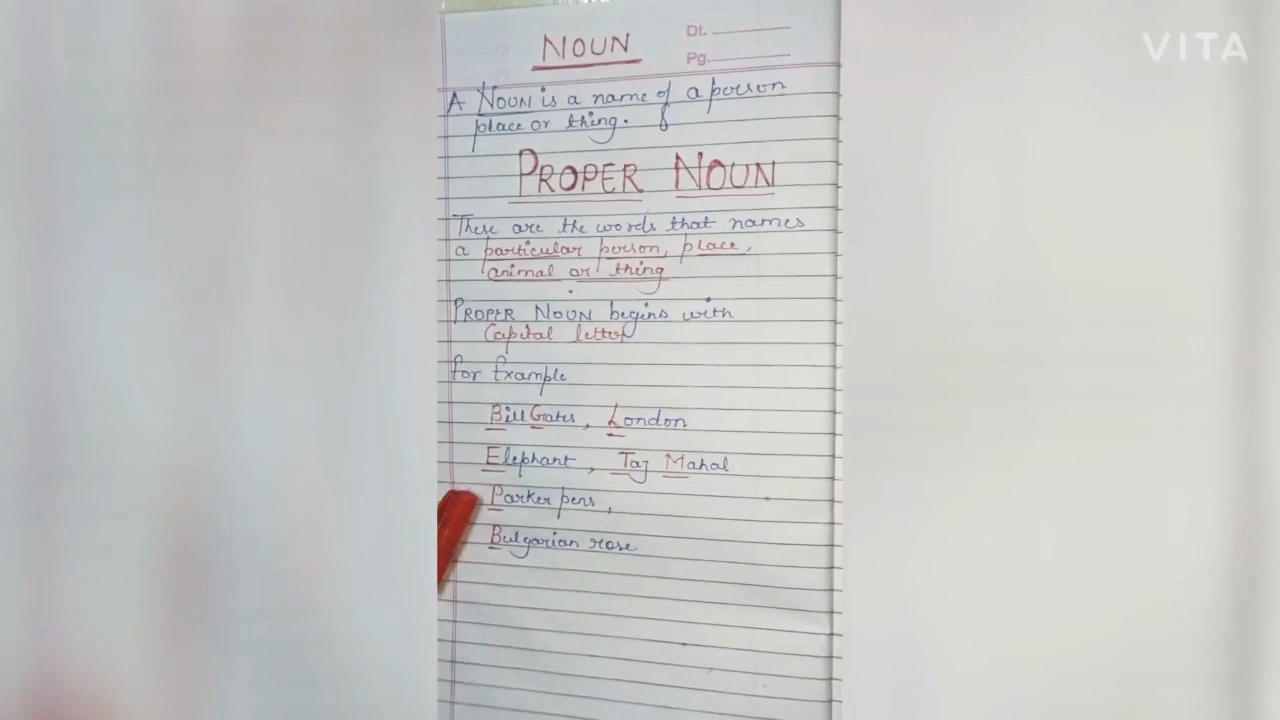 NOUN
Dt.
Pg.
VITA
A NOUN is a name of a person
place or thing.
PROPER NOUN
These are the words that names
a particular person, place,
animal or thing
PROPER NOUN begins with
Capital letter
for Example
Bill Gates, London
Elephant, Taj Mahal
Parker pens,
Bulgarian rose.